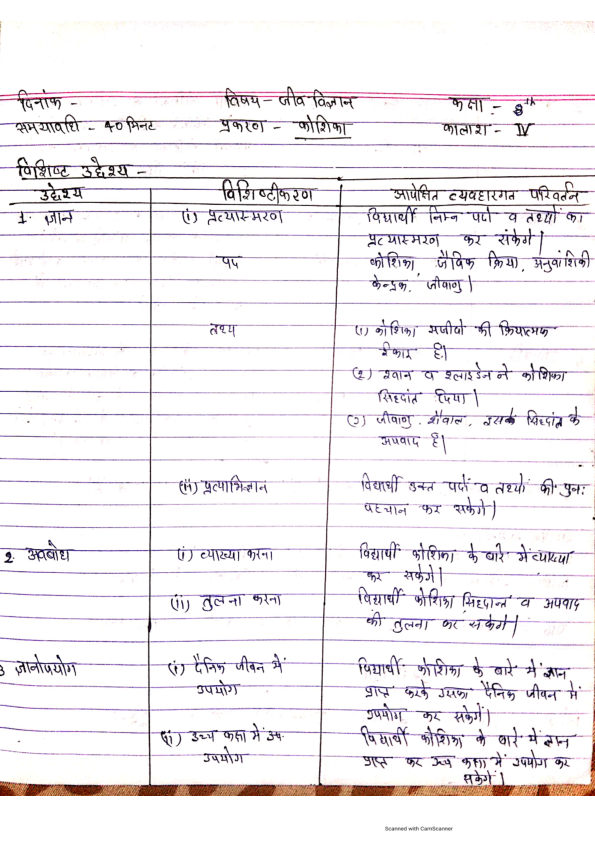 दिनांक - विषय - जीव विज्ञान कक्षा - 8th
समयावधि - 40 मिनट प्रकरण - कोशिका कालांश - IV
विशिष्ट उद्देश्य -
उद्देश्य विशिष्टीकरण अपेक्षित व्यवहारगत परिवर्तन
1. ज्ञान (i) प्रत्यास्मरण विद्यार्थी निम्न पदों व तथ्यों का
प्रत्यास्मरण कर सकेंगे |
पद कोशिका, जैविक क्रिया, अनुवांशिकी
केन्द्रक, जीवाणु |
तथ्य (1) कोशिका सजीवों की क्रियात्मक
ईकाई है |
(2) श्वान व श्लाइडेन ने कोशिका
सिद्दांत दिया |
(3) जीवाणु, शैवाल, इसके सिद्दांत के
अपवाद है |
(ii) प्रत्याभिज्ञान विद्यार्थी उक्त पदों व तथ्यों की पुनः
पहचान कर सकेंगे |
2. अवबोध (i) व्याख्या करना विद्यार्थी कोशिका के बारे में व्याख्या
कर सकेंगे |
(ii) तुलना करना विद्यार्थी कोशिका सिद्दान्त व अपवाद
की तुलना कर सकेंगे |
3 ज्ञानोपयोग (i) दैनिक जीवन में विद्यार्थी कोशिका के बारे में ज्ञान
उपयोग प्राप्त करके उसका दैनिक जीवन में
उपयोग कर सकेंगे |
(ii) उच्च कक्षा में उप विद्यार्थी कोशिका के बारे में ज्ञान
उपयोग प्राप्त कर उच्च कक्षा में उपयोग कर
सकेंगे |
Scanned with CamScanner